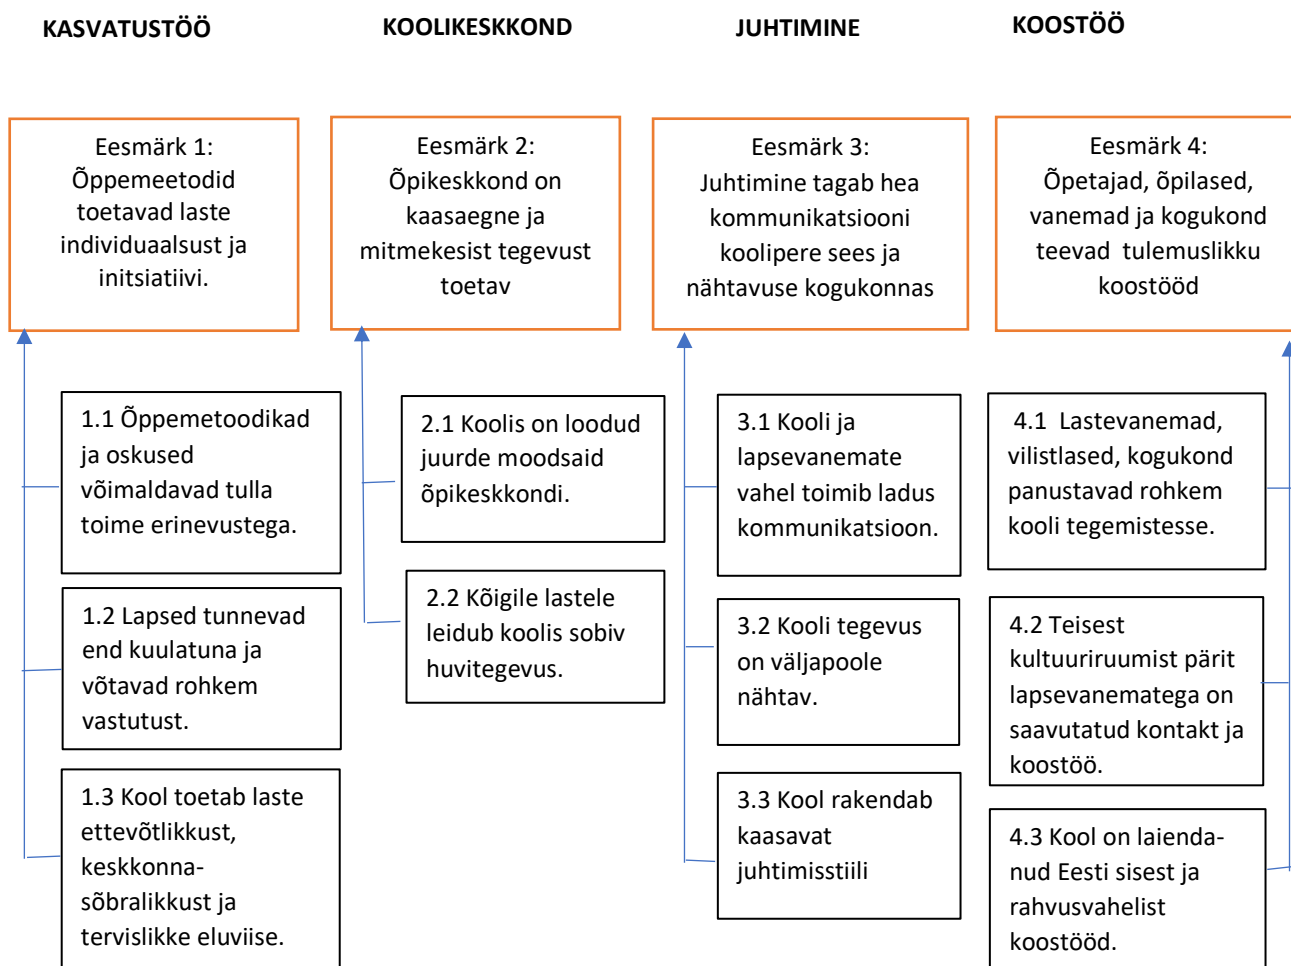 KASVATUSTÖÖ
KOOLIKESKKOND
JUHTIMINE
KOOSTÖÖ
Eesmärk 1:
Õppemeetodid
toetavad laste
individuaalsust ja
initsiatiivi.
Eesmärk 2:
Õpikeskkond on
kaasaegne ja
mitmekesist tegevust
toetav
Eesmärk 3:
Juhtimine tagab hea
kommunikatsiooni
koolipere sees ja
nähtavuse kogukonnas
Eesmärk 4:
Õpetajad, õpilased,
vanemad ja kogukond
teevad tulemuslikku
koostööd
1.1 Õppemetoodikad
ja oskused
võimaldavad tulla
toime erinevustega.
1.2 Lapsed tunnevad
end kuulatuna ja
võtavad rohkem
vastutust.
1.3 Kool toetab laste
ettevõtlikkust,
keskkonna-
sõbralikkust ja
tervislikke eluviise.
2.1 Koolis on loodud
juurde moodsaid
õpikeskkondi.
2.2 Kõigile lastele
leidub koolis sobiv
huvitegevus.
3.1 Kooli ja
lapsevanemate
vahel toimib ladus
kommunikatsioon.
3.2 Kooli tegevus
on väljapoole
nähtav.
3.3 Kool rakendab
kaasavat
juhtimisstiili
4.1 Lastevanemad,
vilistlased, kogukond
panustavad rohkem
kooli tegemistesse.
4.2 Teisest
kultuuriruumist pärit
lapsevanematega on
saavutatud kontakt ja
koostöö.
4.3 Kool on laienda-
nud Eesti sisest ja
rahvusvahelist
koostööd.